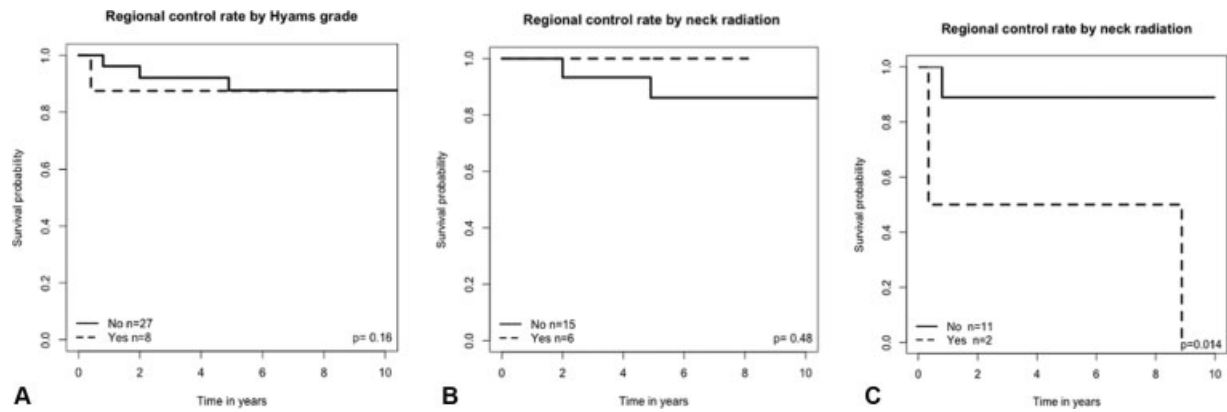 Regional control rate by Hyams grade
Survival probability
1.0
0.8
0.6
0.4
0.2
0.0
No n=27
Yes n=8
p= 0.16
0 2 4 6 8 10
Time in years
A
Regional control rate by neck radiation
Survival probability
1.0
0.8
0.6
0.4
0.2
0.0
No n=15
Yes n=6
p= 0.48
0 2 4 6 8 10
Time in years
B
Regional control rate by neck radiation
Survival probability
1.0
0.8
0.6
0.4
0.2
0.0
No n=11
Yes n=2
p=0.014
0 2 4 6 8 10
Time in years
C